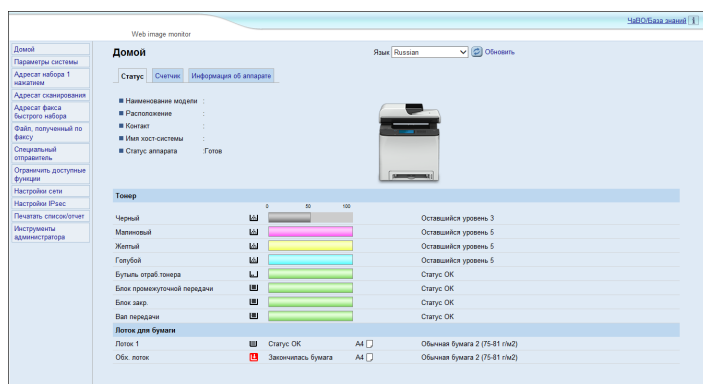 ЧаВО/База знаний
Web image monitor
Домой
Параметры системы
Адресат набора 1
нажатием
Адресат сканирования
Адресат факса
быстрого набора
Файл, полученный по
факсу
Специальный
отправитель
Ограничить доступные
функции
Настройки сети
Настройки IPsec
Печатать список/отчет
Инструменты
администратора
Домой
Язык Russian Обновить
Статус Счетчик Информация об аппарате
Наименование модели :
Расположение :
Контакт :
Имя хост-системы :
Статус аппарата :Готов
Тонер
0 50 100
Черный Оставшийся уровень 3
Малиновый Оставшийся уровень 5
Желтый Оставшийся уровень 5
Голубой Оставшийся уровень 5
Бутыль отраб тонера Статус OK
Блок промежуточной передачи Статус OK
Блок закр. Статус OK
Вал передачи Статус OK
Лоток для бумаги
Лоток 1 Статус OK A4 Обычная бумага 2 (75-81 г/м2)
Обх. лоток Закончилась бумага A4 Обычная бумага 2 (75-81 г/м2)